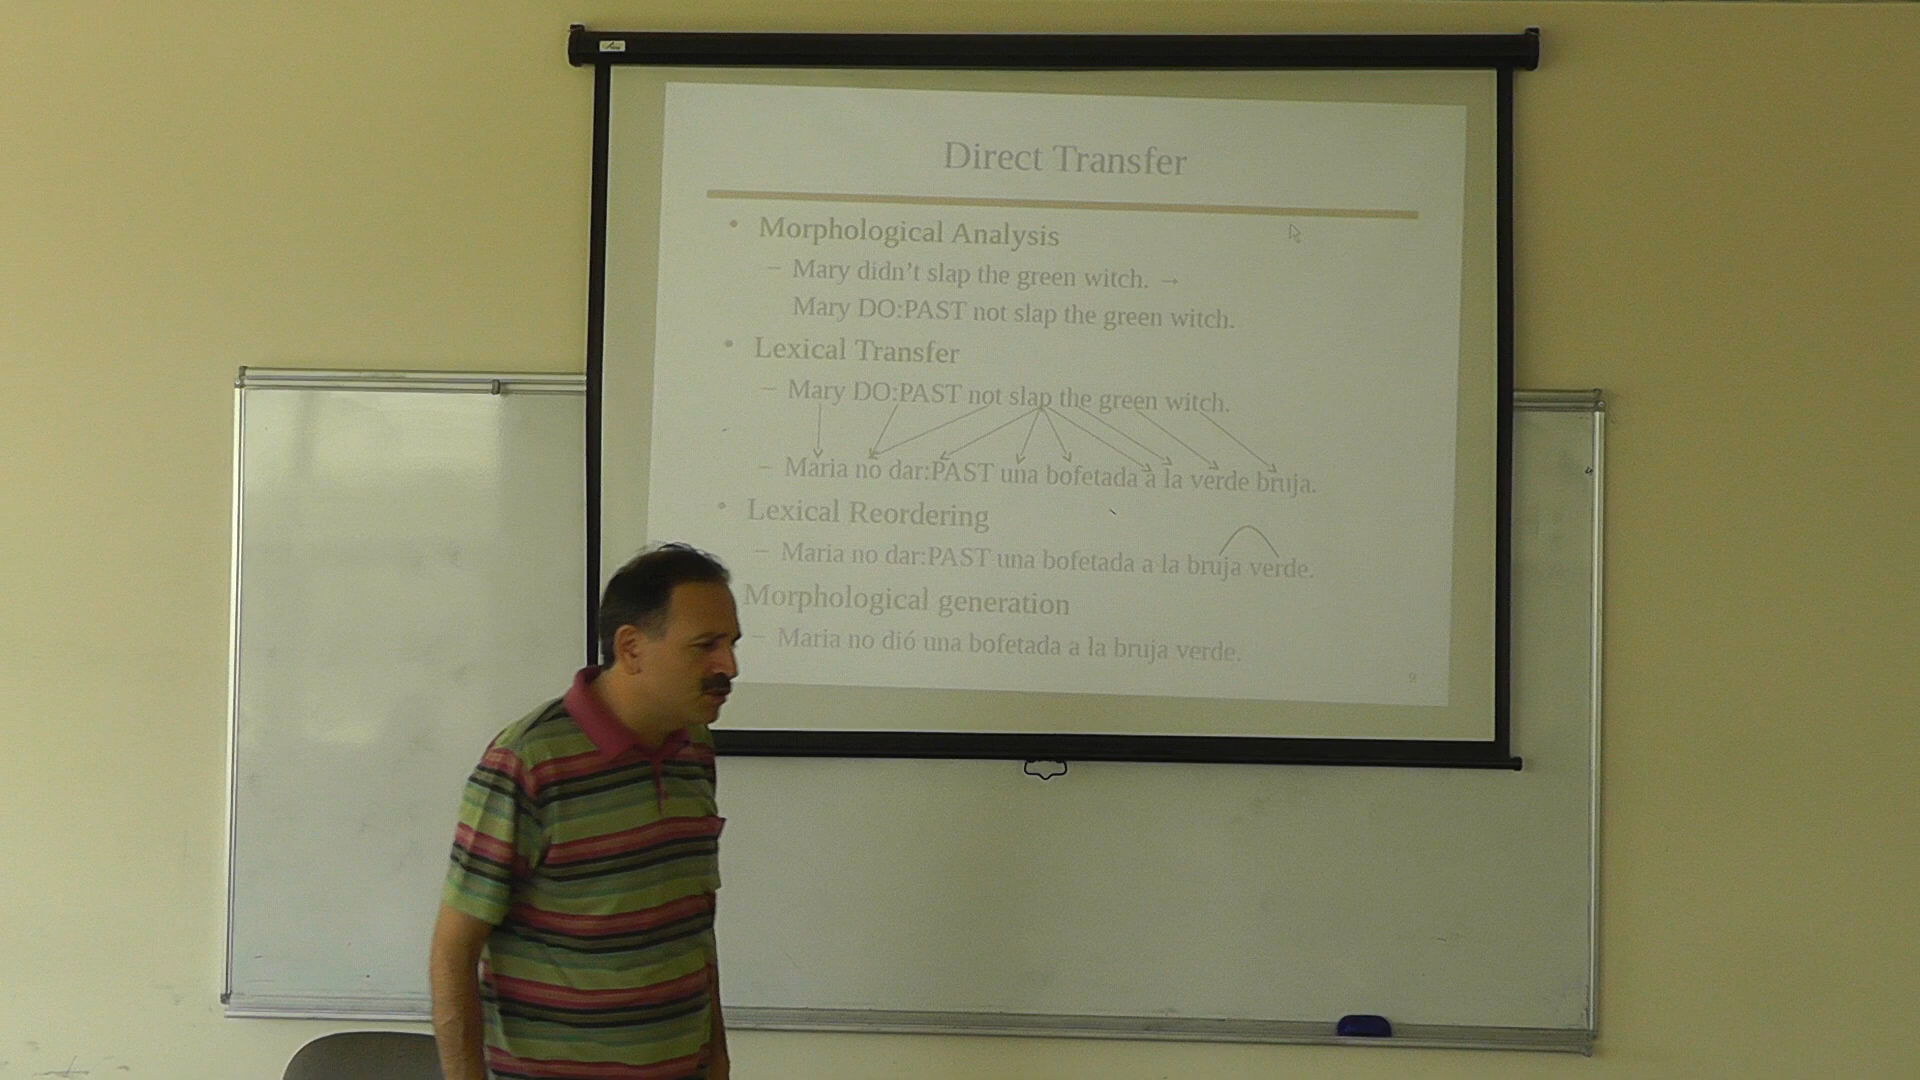 Direct Transfer
• Morphological Analysis
– Mary didn’t slap the green witch. →
Mary DO:PAST not slap the green witch.
• Lexical Transfer
– Mary DO:PAST not slap the green witch.
– Maria no dar:PAST una bofetada a la verde bruja.
• Lexical Reordering
– Maria no dar:PAST una bofetada a la bruja verde.
Morphological generation
– Maria no dió una bofetada a la bruja verde.
9